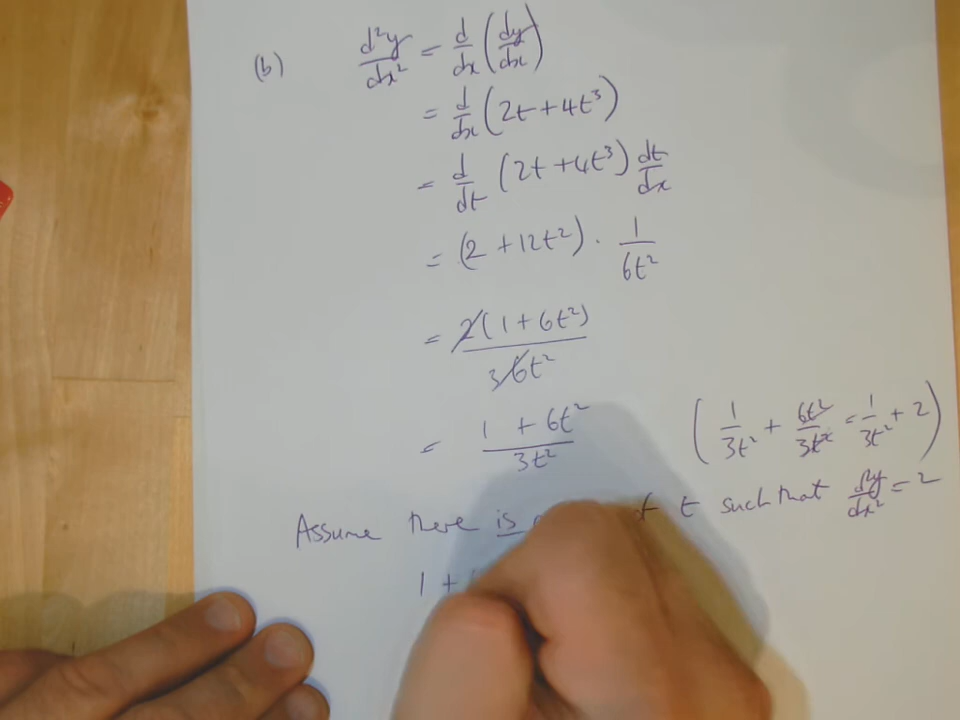 (b) d²y/dx² = d/dx (dy/dx)
= d/dx (2t + 4t³)
= d/dt (2t + 4t³) dt/dx
= (2 + 12t²) · 1/6t²
= 2(1 + 6t²) / 3 6t²
= 1 + 6t² / 3t² (1/3t² + 6t²/3t² = 1/3t² + 2)
Assume there is t such that d²y/dx² = 2
1 +